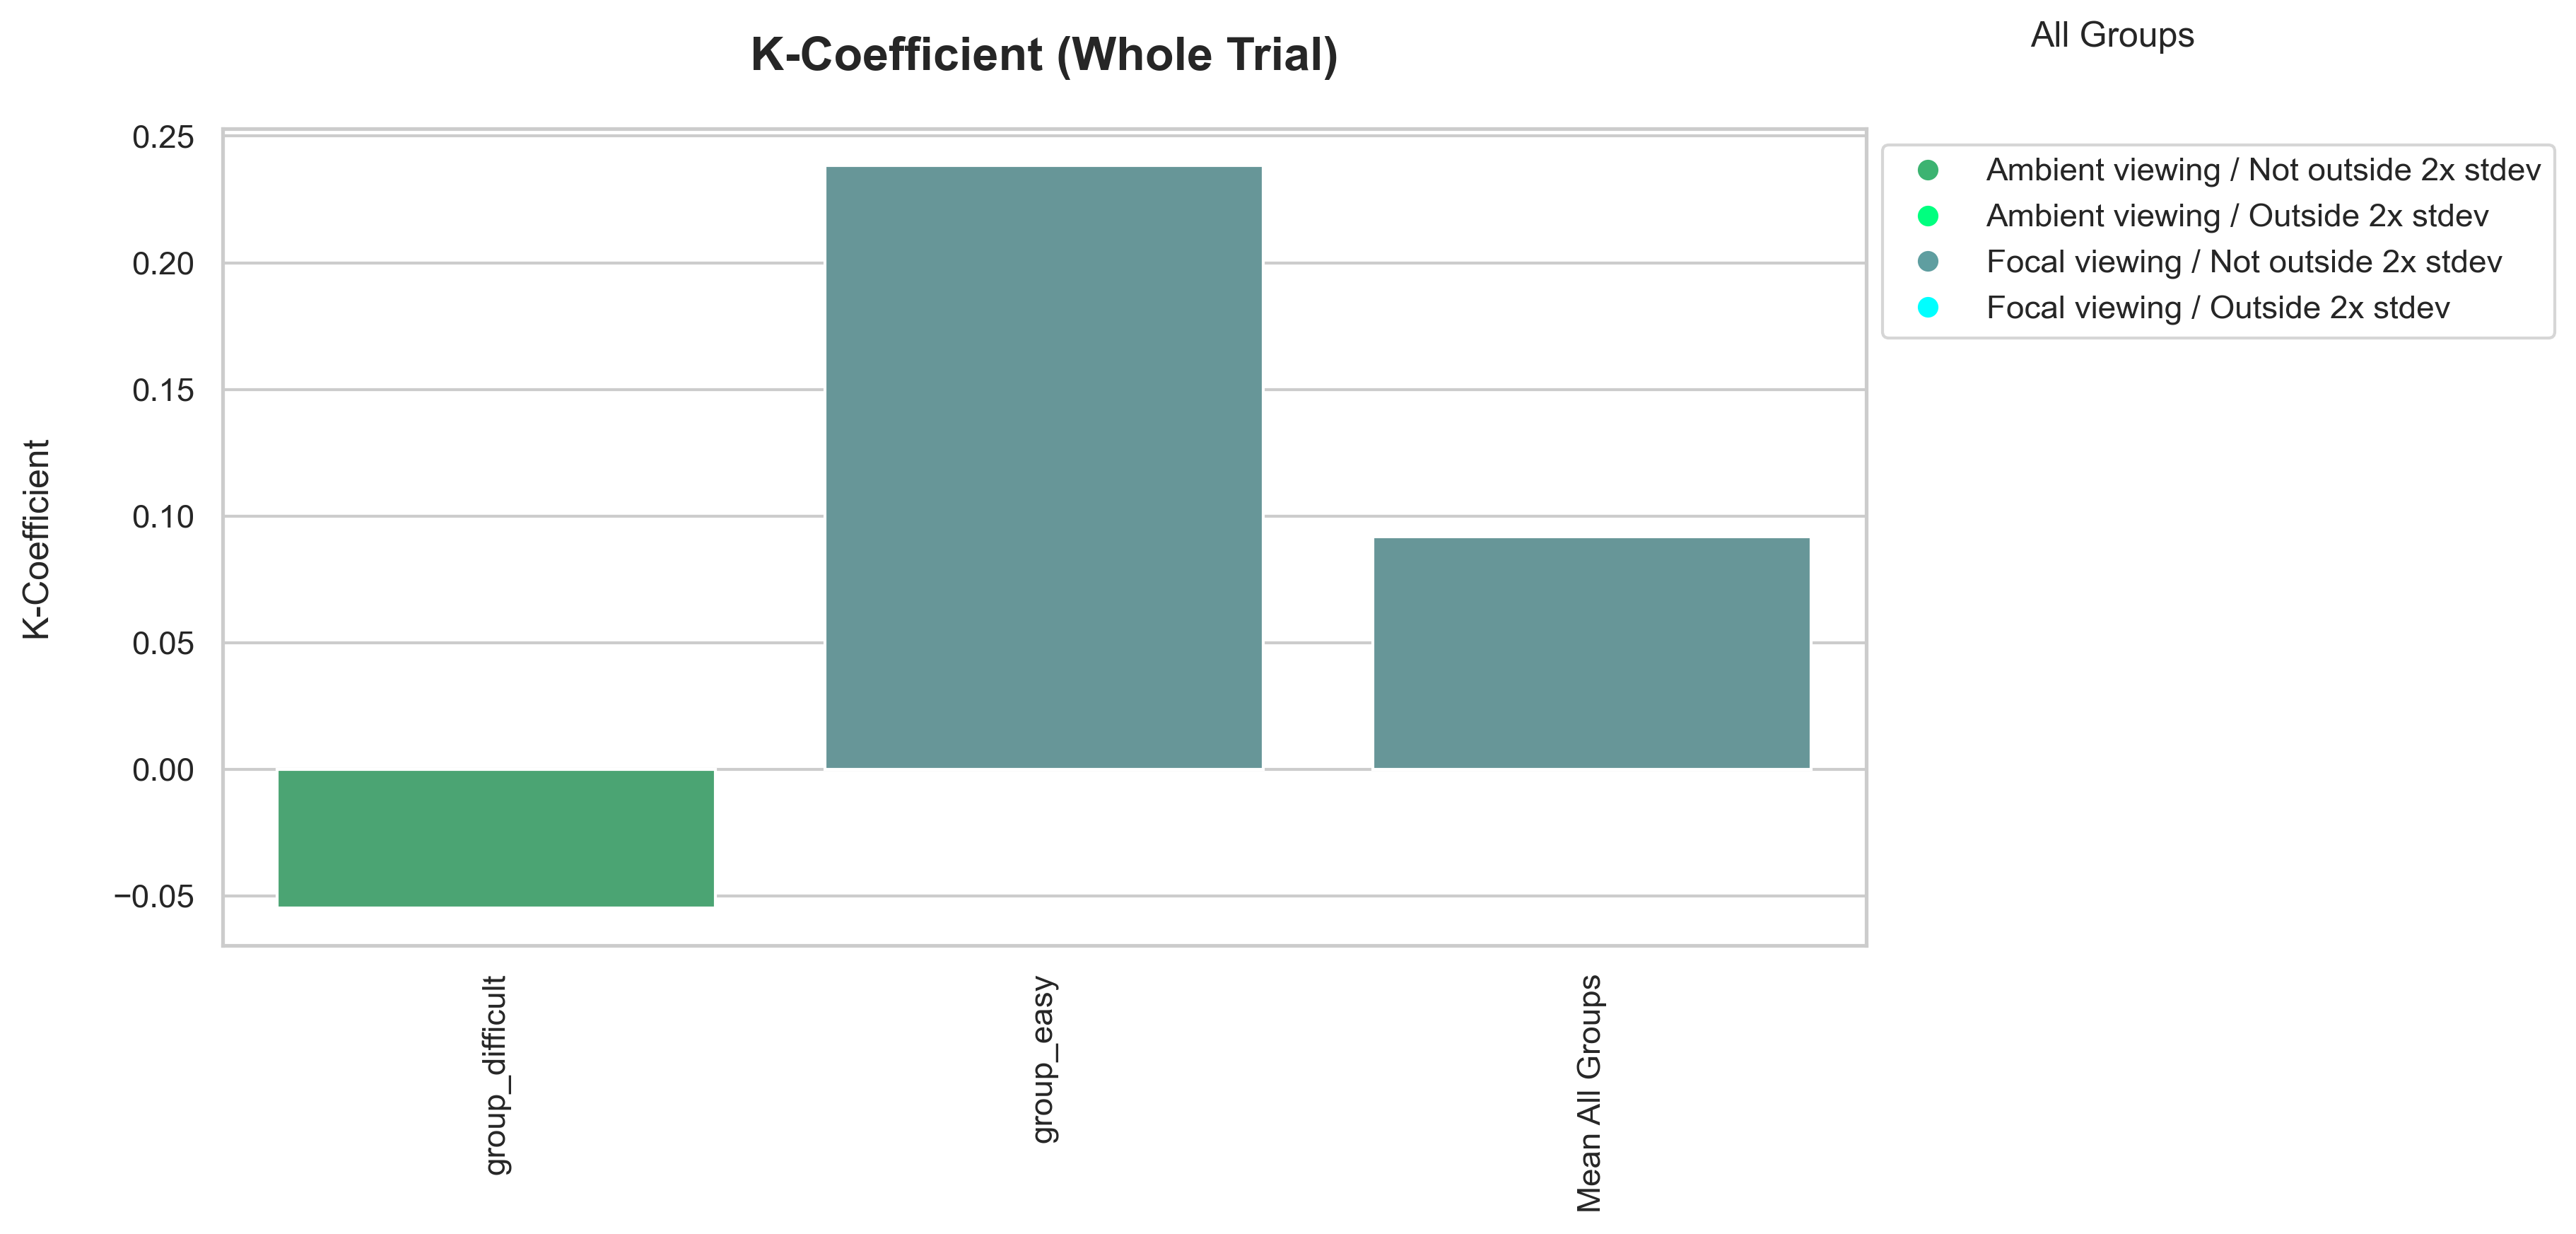 All Groups
K-Coefficient (Whole Trial)
K-Coefficient
0.25
0.20
0.15
0.10
0.05
0.00
−0.05
group_difficult
group_easy
Mean All Groups
Ambient viewing / Not outside 2x stdev
Ambient viewing / Outside 2x stdev
Focal viewing / Not outside 2x stdev
Focal viewing / Outside 2x stdev